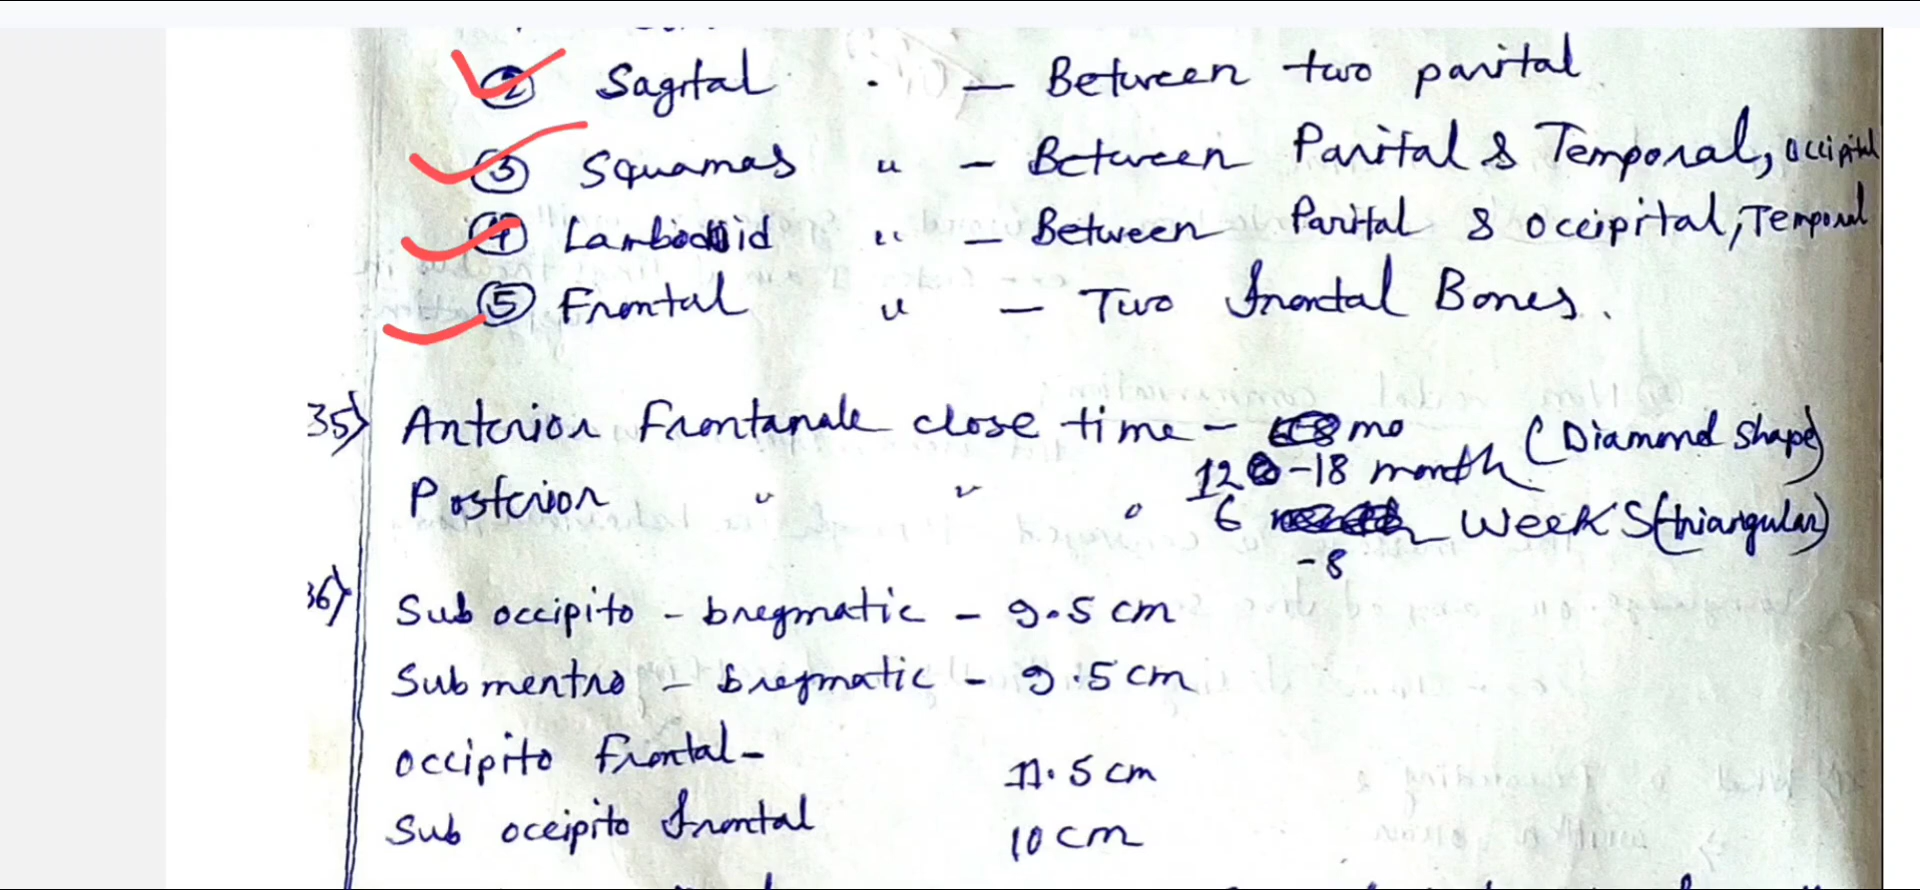 ② Sagital . — Between two parital
③ Squamas " — Between Parital & Temporal, occipital
④ Lamboid " — Between Parital & occipital, Temporal
⑤ Frontal " — Two frontal Bones.
35) Anterior Frontanale close time - mo (Diamond shape)
12 -18 month
Posterior " " " 6 Weeks (triangular)
-8
36) Sub occipito - bregmatic - 9.5 cm
Sub mentro - bregmatic - 9.5 cm
occipito frontal - 11.5 cm
Sub occipito frontal 10 cm